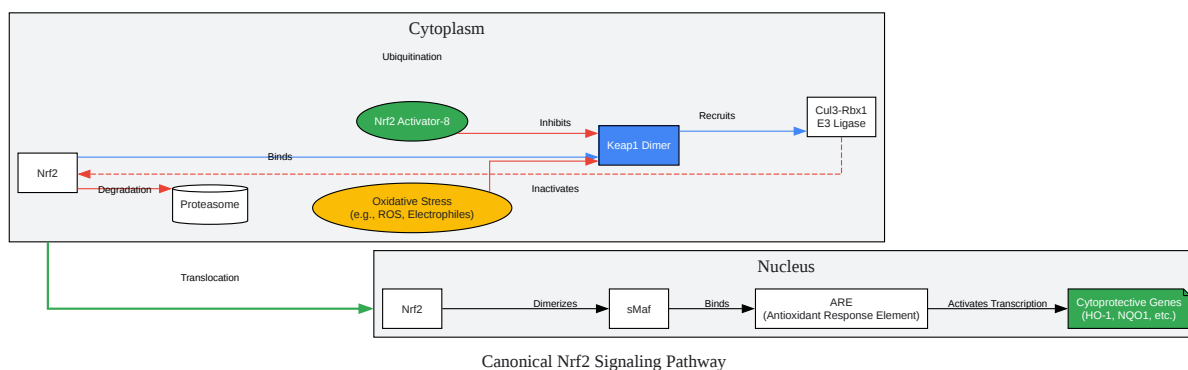 Cytoplasm
Ubiquitination
Nrf2 Activator-8
Inhibits
Cul3-Rbx1
E3 Ligase
Recruits
Keap1 Dimer
Binds
Nrf2
Degradation
Proteasome
Inactivates
Oxidative Stress
(e.g., ROS, Electrophiles)
Translocation
Nucleus
Nrf2
Dimerizes
sMaf
Binds
ARE
(Antioxidant Response Element)
Activates Transcription
Cytoprotective Genes
(HO-1, NQO1, etc.)
Canonical Nrf2 Signaling Pathway